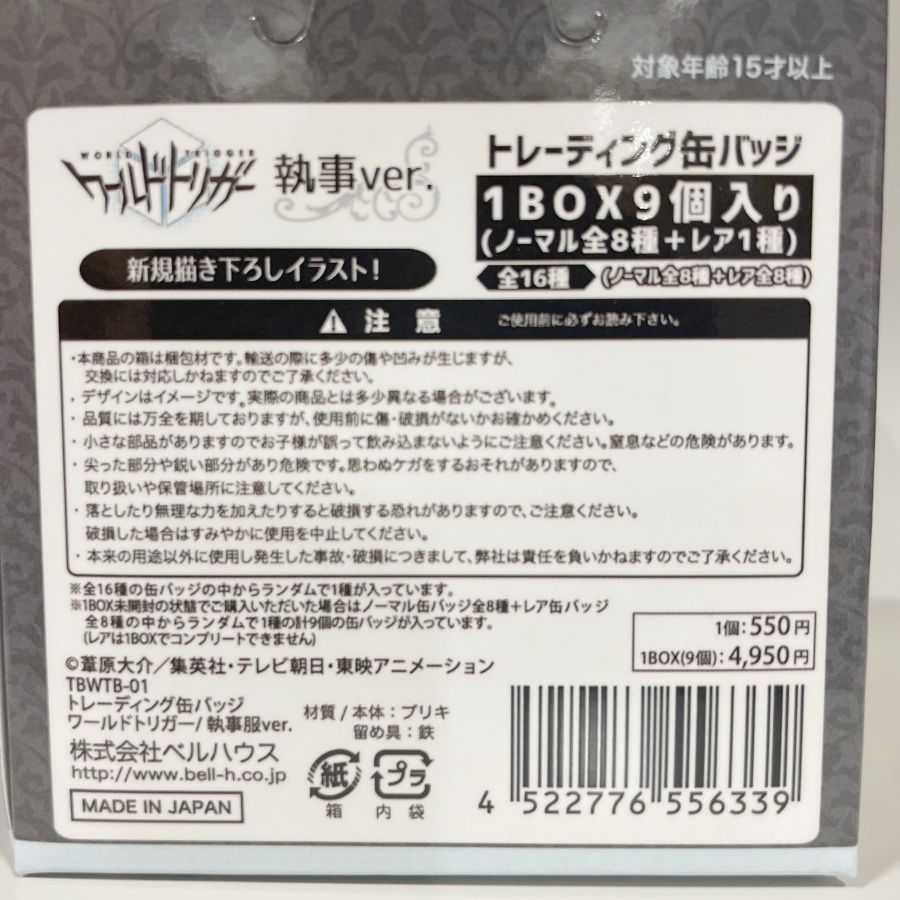 対象年齢15才以上
WORLD TRIGGER
ワールドトリガー 執事ver.
トレーディング缶バッジ
1BOX9個入り
(ノーマル全8種+レア1種)
新規描き下ろしイラスト!
全16種 (ノーマル全8種+レア全8種)
⚠ 注意 ご使用前に必ずお読み下さい。
・本商品の箱は梱包材です。輸送の際に多少の傷や凹みが生じますが、
交換には対応しかねますのでご了承ください。
・デザインはイメージです。実際の商品とは多少異なる場合がございます。
・品質には万全を期しておりますが、使用前に傷・破損がないかお確かめください。
・小さな部品がありますのでお子様が誤って飲み込まないようにご注意ください。窒息などの危険があります。
・尖った部分や鋭い部分があり危険です。思わぬケガをするおそれがありますので、
取り扱いや保管場所に注意してください。
・落としたり無理な力を加えたりすると破損する恐れがありますので、ご注意ください。
破損した場合はすみやかに使用を中止してください。
・本来の用途以外に使用し発生した事故・破損につきまして、弊社は責任を負いかねますのでご了承ください。
※全16種の缶バッジの中からランダムで1種が入っています。
※1BOX未開封の状態でご購入いただいた場合はノーマル缶バッジ全8種+レア缶バッジ
全8種の中からランダムで1種の計9個の缶バッジが入っています。
(レアは1BOXでコンプリートできません)
1個:550円
1BOX(9個):4,950円
©葦原大介/集英社・テレビ朝日・東映アニメーション
TBWTB-01
トレーディング缶バッジ
ワールドトリガー/執事服ver.
株式会社ベルハウス
http://www.bell-h.co.jp
MADE IN JAPAN
材質/本体:ブリキ
留め具:鉄
紙
箱
プラ
内袋
4 522776 556339